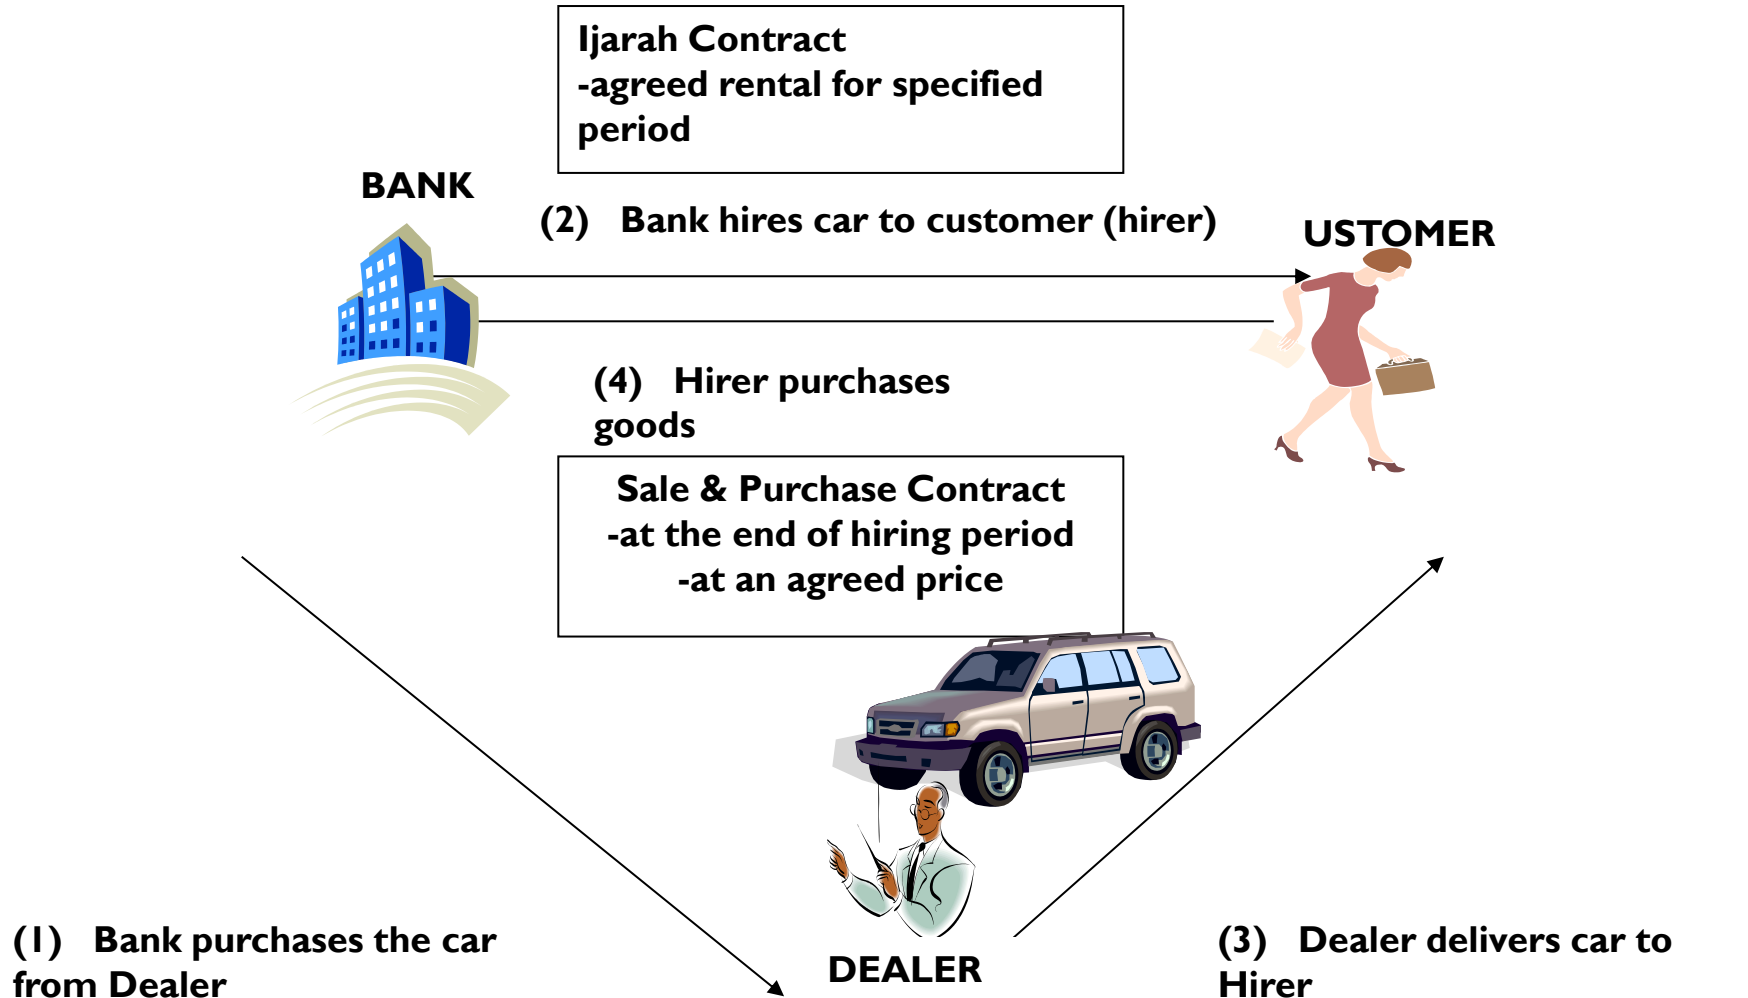 Ijarah Contract
-agreed rental for specified
period
BANK
(2) Bank hires car to customer (hirer)
USTOMER
(4) Hirer purchases
goods
Sale & Purchase Contract
-at the end of hiring period
-at an agreed price
(1) Bank purchases the car
from Dealer
DEALER
(3) Dealer delivers car to
Hirer